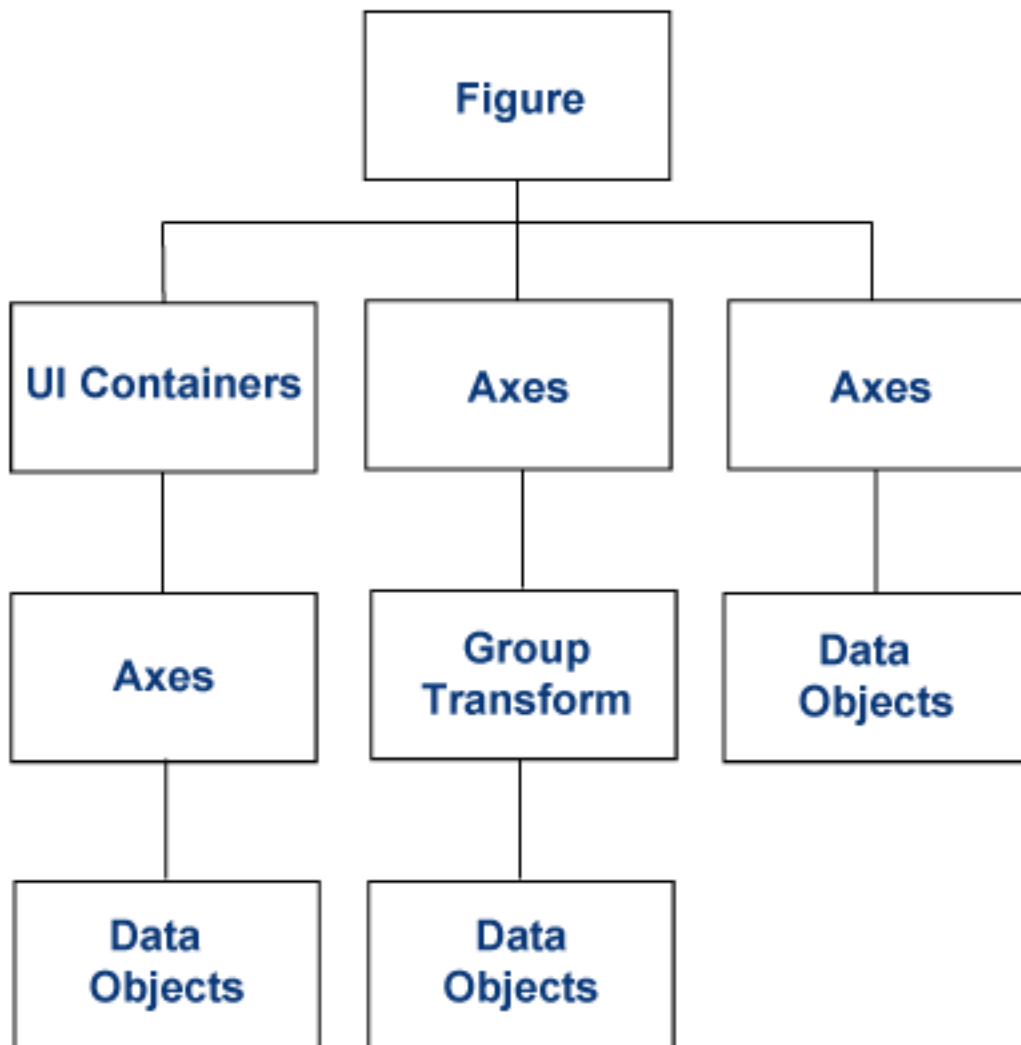 Figure
UI Containers
Axes
Axes
Axes
Group
Transform
Data
Objects
Data
Objects
Data
Objects